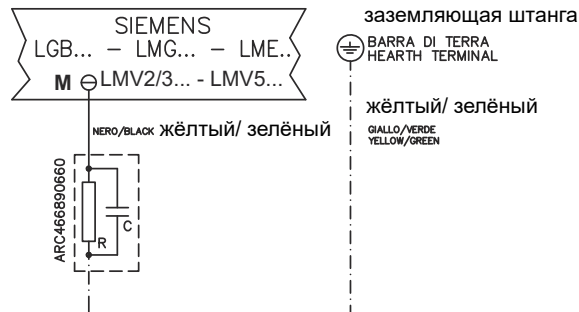 SIEMENS
LGB... – LMG... – LME..
M LMV2/3... - LMV5...
NERO/BLACK жёлтый/ зелёный
ARC466890660
R
C
заземляющая штанга
BARRA DI TERRA
HEARTH TERMINAL
жёлтый/ зелёный
GIALLO/VERDE
YELLOW/GREEN